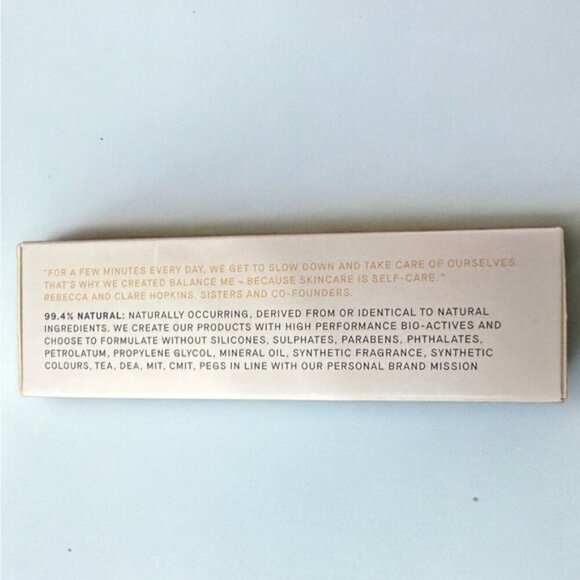 "FOR A FEW MINUTES EVERY DAY, WE GET TO SLOW DOWN AND TAKE CARE OF OURSELVES.
THAT'S WHY WE CREATED BALANCE ME – BECAUSE SKINCARE IS SELF-CARE."
REBECCA AND CLARE HOPKINS. SISTERS AND CO-FOUNDERS.
99.4% NATURAL: NATURALLY OCCURRING, DERIVED FROM OR IDENTICAL TO NATURAL
INGREDIENTS. WE CREATE OUR PRODUCTS WITH HIGH PERFORMANCE BIO-ACTIVES AND
CHOOSE TO FORMULATE WITHOUT SILICONES, SULPHATES, PARABENS, PHTHALATES,
PETROLATUM, PROPYLENE GLYCOL, MINERAL OIL, SYNTHETIC FRAGRANCE, SYNTHETIC
COLOURS, TEA, DEA, MIT, CMIT, PEGS IN LINE WITH OUR PERSONAL BRAND MISSION